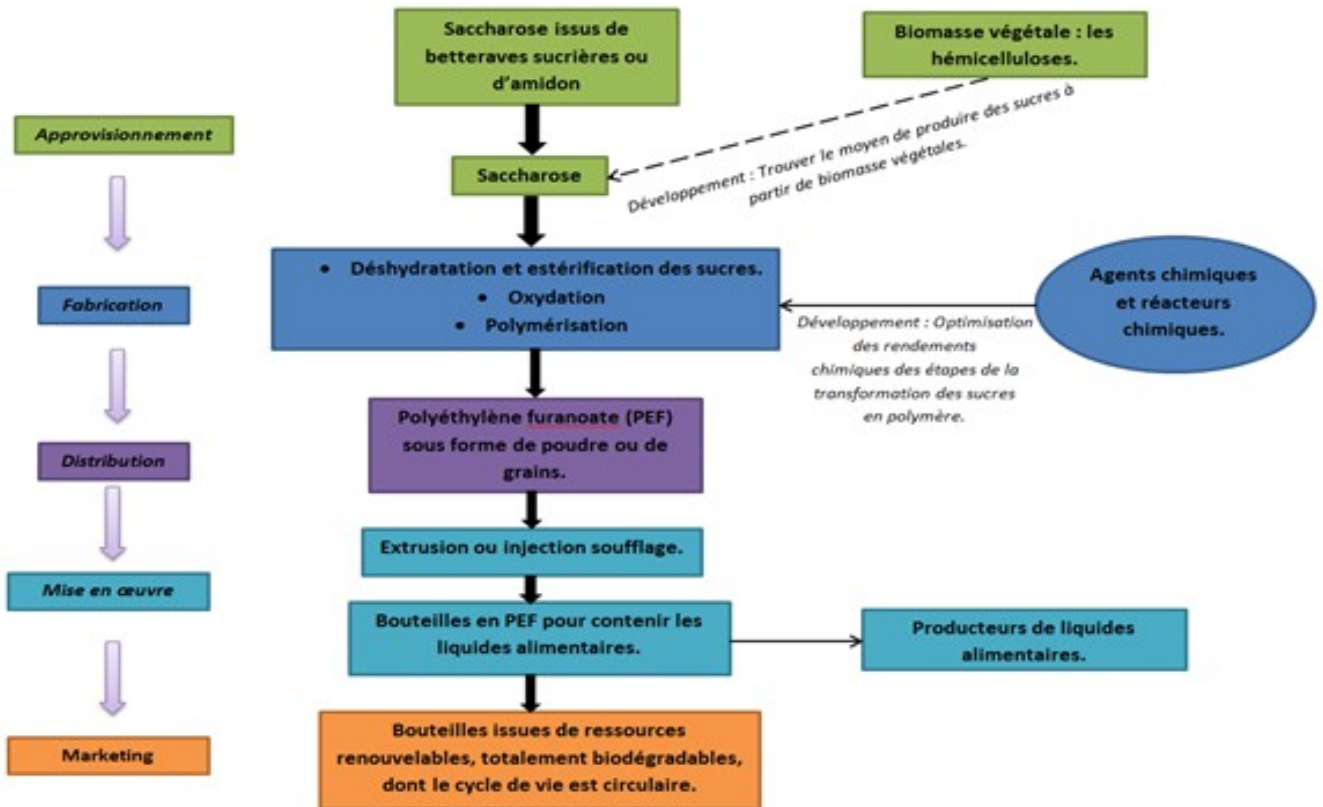 Saccharose issus de
betteraves sucrières ou
d'amidon
Biomasse végétale : les
hémicelluloses.
Approvisionnement
Développement : Trouver le moyen de produire des sucres à
partir de biomasse végétales.
Saccharose
Fabrication
• Déshydratation et estérification des sucres.
• Oxydation
• Polymérisation
Agents chimiques
et réacteurs
chimiques.
Développement : Optimisation
des rendements
chimiques des étapes de la
transformation des sucres
en polymère.
Distribution
Polyéthylène furanoate (PEF)
sous forme de poudre ou de
grains.
Mise en œuvre
Extrusion ou injection soufflage.
Bouteilles en PEF pour contenir les
liquides alimentaires.
Producteurs de liquides
alimentaires.
Marketing
Bouteilles issues de ressources
renouvelables, totalement biodégradables,
dont le cycle de vie est circulaire.